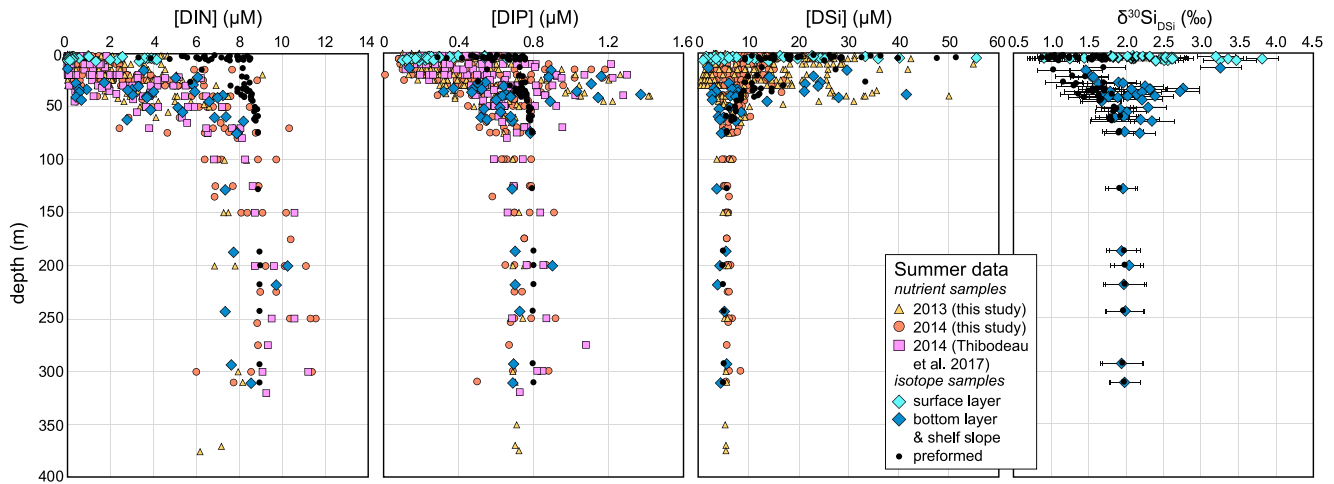 [DIN] (µM)
[DIP] (µM)
[DSi] (µM)
δ³⁰Si_DSi (‰)
0 2 4 6 8 10 12 14
0 0.4 0.8 1.2 1.6
0 10 20 30 40 50 60
0.5 1.0 1.5 2.0 2.5 3.0 3.5 4.0 4.5
0
50
100
150
200
250
300
350
400
depth (m)
Summer data
nutrient samples
2013 (this study)
2014 (this study)
2014 (Thibodeau
et al. 2017)
isotope samples
surface layer
bottom layer
& shelf slope
preformed